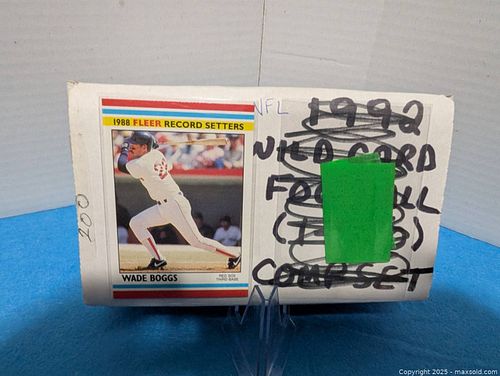 1988 FLEER RECORD SETTERS
WADE BOGGS
RED SOX
THIRD BASE
200
NFL
1992
WILD CARD
COMP SET
Copyright © 2025 - maxsold.com